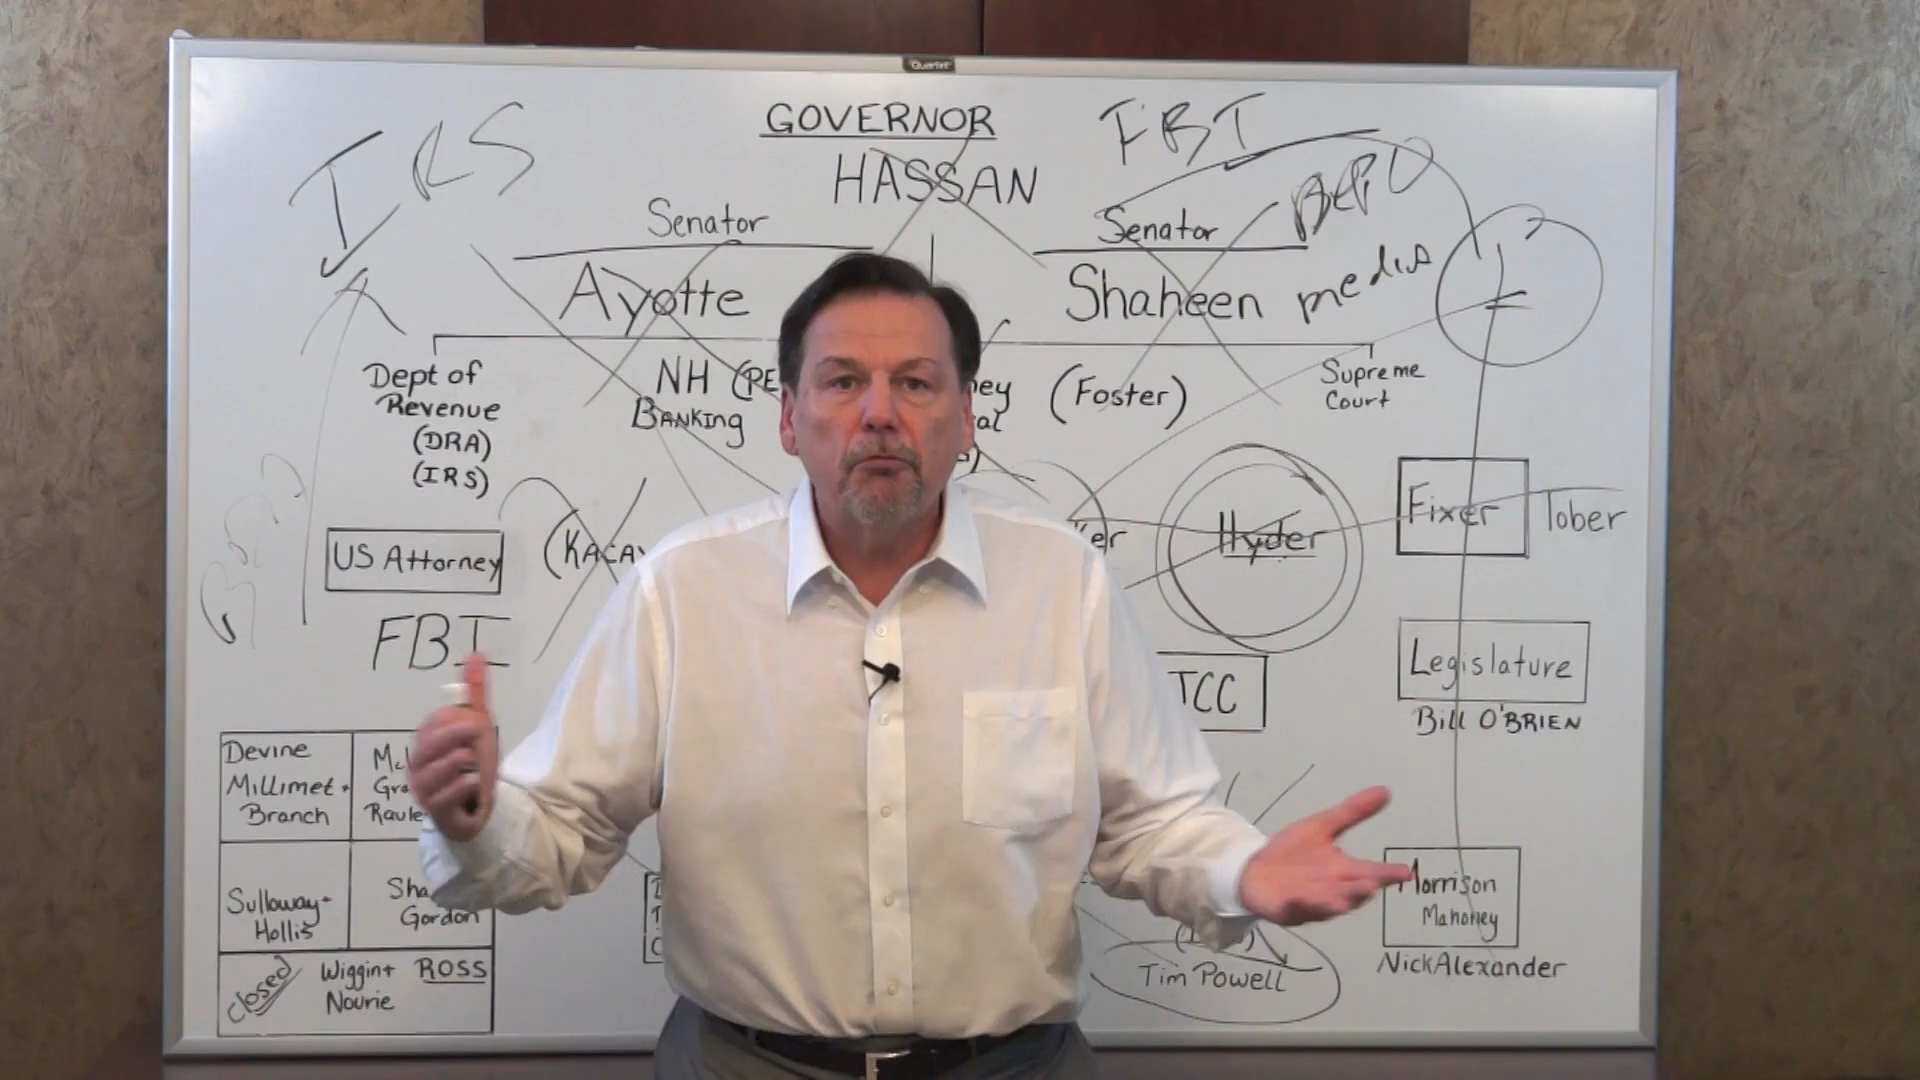 Quartet
GOVERNOR
HASSAN
IRS
FBI
Senator
Senator
Ayotte
Shaheen
media
Dept of
Revenue
(DRA)
(IRS)
NH
BANKING
(Foster)
Supreme
Court
US Attorney
FBI
Hyder
Fixer
Tober
TCC
Legislature
Bill O'BRIEN
Devine
Millimet +
Branch
Sulloway +
Hollis
Gordon
closed
Wiggin +
Nourie
ROSS
Tim Powell
Morrison
Mahoney
Nick Alexander